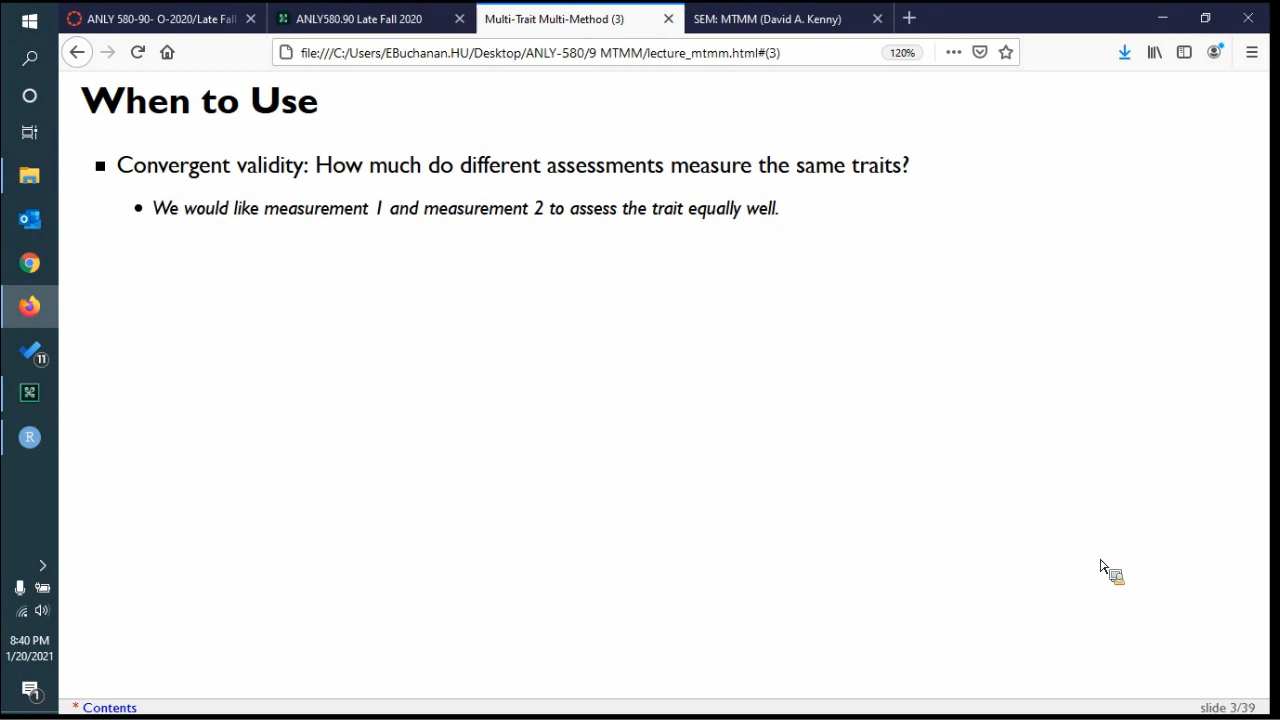 ANLY 580-90- O-2020/Late Fall
ANLY580.90 Late Fall 2020
Multi-Trait Multi-Method (3)
SEM: MTMM (David A. Kenny)
file:///C:/Users/EBuchanan.HU/Desktop/ANLY-580/9 MTMM/lecture_mtmm.html#(3)
120%
When to Use
Convergent validity: How much do different assessments measure the same traits?
We would like measurement 1 and measurement 2 to assess the trait equally well.
11
R
8:40 PM
1/20/2021
1
* Contents
slide 3/39